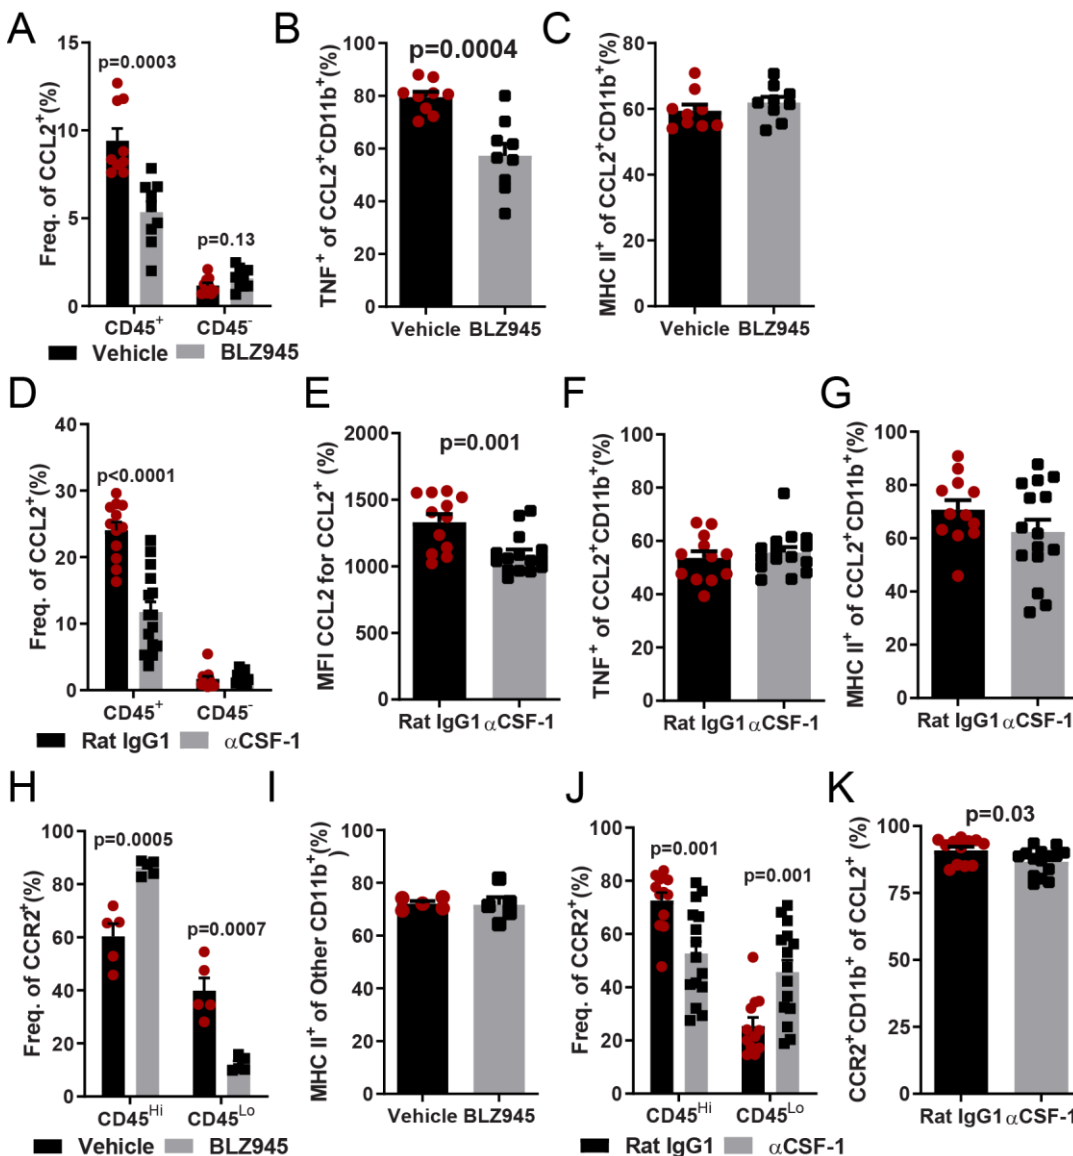 A
Freq. of CCL2⁺(%)
15
10
5
0
p=0.0003
p=0.13
CD45⁺ CD45⁻
Vehicle BLZ945
B
TNF⁺ of CCL2⁺CD11b⁺(%)
100
80
60
40
20
0
p=0.0004
Vehicle BLZ945
C
MHC II⁺ of CCL2⁺CD11b⁺(%)
80
60
40
20
0
Vehicle BLZ945
D
Freq. of CCL2⁺(%)
40
30
20
10
0
p<0.0001
CD45⁺ CD45⁻
Rat IgG1 αCSF-1
E
MFI CCL2 for CCL2⁺ (%)
2000
1500
1000
500
0
p=0.001
Rat IgG1 αCSF-1
F
TNF⁺ of CCL2⁺CD11b⁺(%)
100
80
60
40
20
0
Rat IgG1 αCSF-1
G
MHC II⁺ of CCL2⁺CD11b⁺(%)
100
80
60
40
20
0
Rat IgG1 αCSF-1
H
Freq. of CCR2⁺(%)
100
80
60
40
20
0
p=0.0005
p=0.0007
CD45ᴴⁱ CD45ᴸᵒ
Vehicle BLZ945
I
MHC II⁺ of Other CD11b⁺(%)
)
100
80
60
40
20
0
Vehicle BLZ945
J
Freq. of CCR2⁺(%)
100
80
60
40
20
0
p=0.001
p=0.001
CD45ᴴⁱ CD45ᴸᵒ
Rat IgG1 αCSF-1
K
CCR2⁺CD11b⁺ of CCL2⁺ (%)
100
75
50
25
0
p=0.03
Rat IgG1 αCSF-1